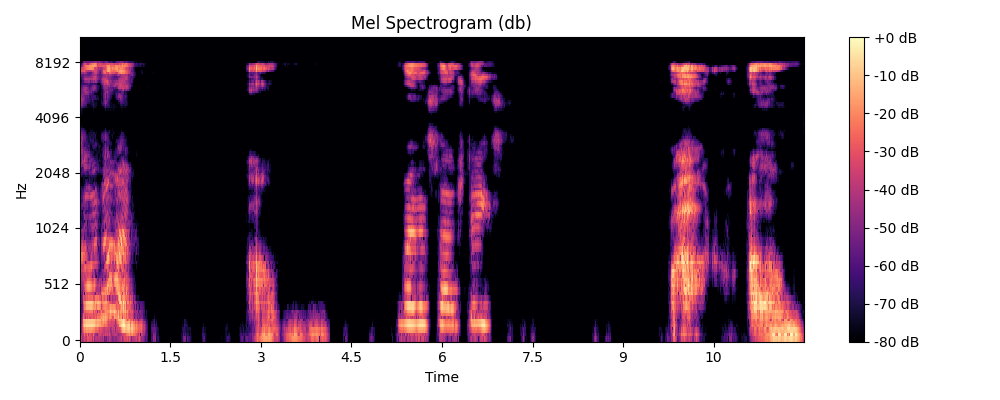 Mel Spectrogram (db)
Hz
8192
4096
2048
1024
512
0
0 1.5 3 4.5 6 7.5 9 10
Time
+0 dB
-10 dB
-20 dB
-30 dB
-40 dB
-50 dB
-60 dB
-70 dB
-80 dB